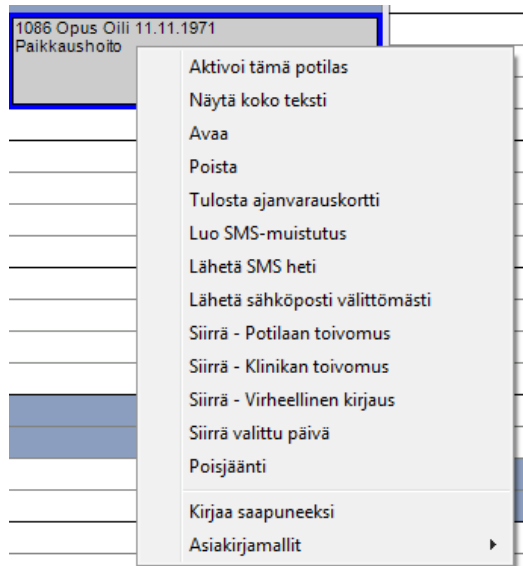 1086 Opus Oili 11.11.1971
Paikkaushoito
Aktivoi tämä potilas
Näytä koko teksti
Avaa
Poista
Tulosta ajanvarauskortti
Luo SMS-muistutus
Lähetä SMS heti
Lähetä sähköposti välittömästi
Siirrä - Potilaan toivomus
Siirrä - Klinikan toivomus
Siirrä - Virheellinen kirjaus
Siirrä valittu päivä
Poisjäänti
Kirjaa saapuneeksi
Asiakirjamallit